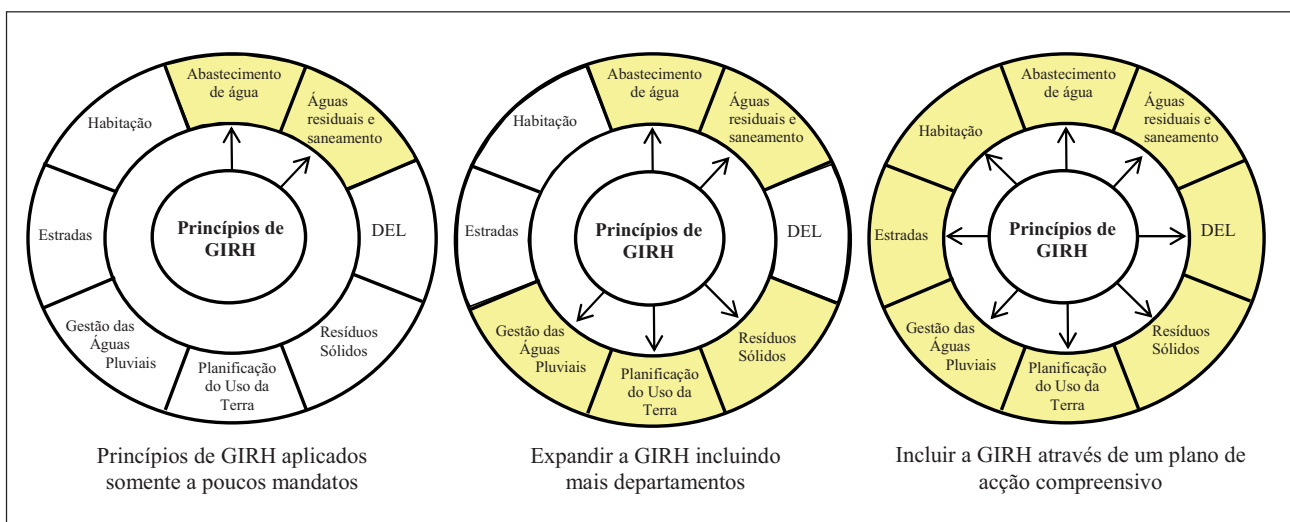 Abastecimento
de água
Águas
residuais e
saneamento
DEL
Resíduos
Sólidos
Planificação
do Uso da
Terra
Gestão das
Águas
Pluviais
Estradas
Habitação
Princípios de
GIRH
Princípios de GIRH aplicados
somente a poucos mandatos
Abastecimento
de água
Águas
residuais e
saneamento
DEL
Resíduos
Sólidos
Planificação
do Uso da
Terra
Gestão das
Águas
Pluviais
Estradas
Habitação
Princípios de
GIRH
Expandir a GIRH incluindo
mais departamentos
Abastecimento
de água
Águas
residuais e
saneamento
DEL
Resíduos
Sólidos
Planificação
do Uso da
Terra
Gestão das
Águas
Pluviais
Estradas
Habitação
Princípios de
GIRH
Incluir a GIRH através de um plano de
acção compreensivo